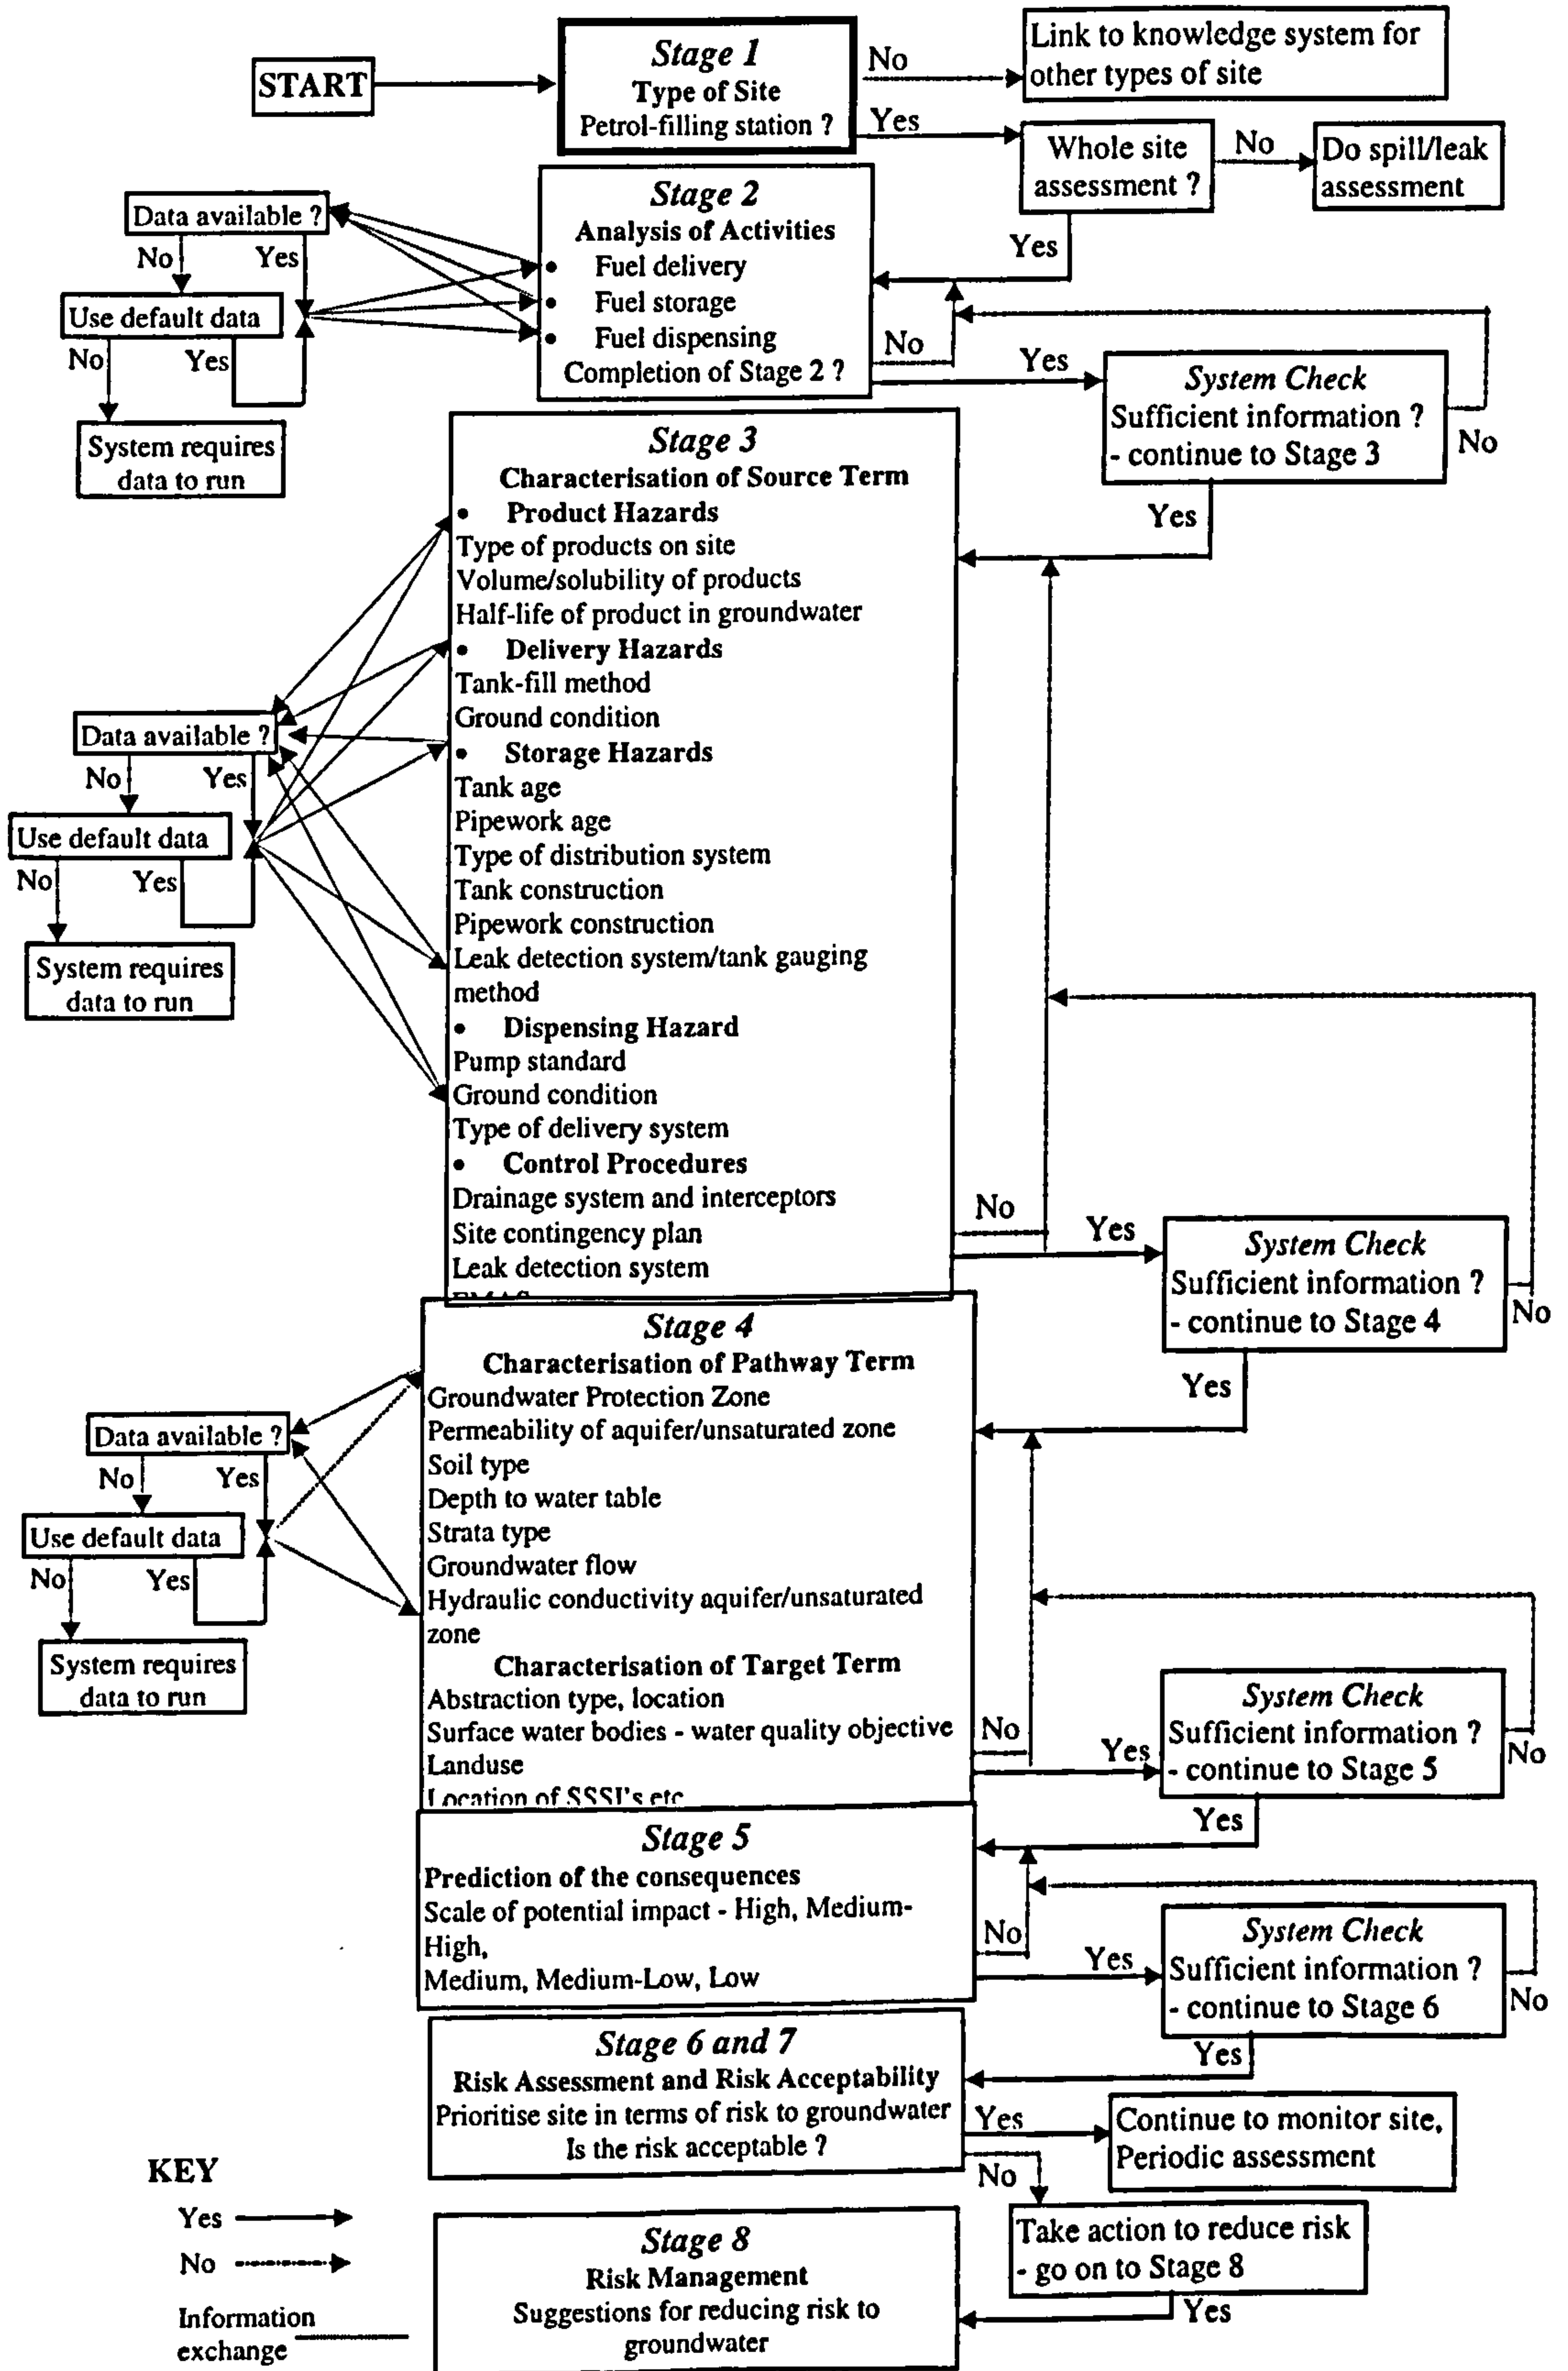 START
Stage 1
Type of Site
Petrol-filling station ?
No
Link to knowledge system for
other types of site
Yes
Whole site
assessment ?
No
Do spill/leak
assessment
Yes
Stage 2
Analysis of Activities
• Fuel delivery
• Fuel storage
• Fuel dispensing
Completion of Stage 2 ?
Data available ?
No
Yes
Use default data
No
Yes
System requires
data to run
No
Yes
System Check
Sufficient information ?
- continue to Stage 3
No
Yes
Stage 3
Characterisation of Source Term
• Product Hazards
Type of products on site
Volume/solubility of products
Half-life of product in groundwater
• Delivery Hazards
Tank-fill method
Ground condition
• Storage Hazards
Tank age
Pipework age
Type of distribution system
Tank construction
Pipework construction
Leak detection system/tank gauging
method
• Dispensing Hazard
Pump standard
Ground condition
Type of delivery system
• Control Procedures
Drainage system and interceptors
Site contingency plan
Leak detection system
Data available ?
No
Yes
Use default data
No
Yes
System requires
data to run
No
Yes
System Check
Sufficient information ?
- continue to Stage 4
No
Yes
Stage 4
Characterisation of Pathway Term
Groundwater Protection Zone
Permeability of aquifer/unsaturated zone
Soil type
Depth to water table
Strata type
Groundwater flow
Hydraulic conductivity aquifer/unsaturated
zone
Characterisation of Target Term
Abstraction type, location
Surface water bodies - water quality objective
Landuse
Location of SSSI's etc
Data available ?
No
Yes
Use default data
No
Yes
System requires
data to run
No
Yes
System Check
Sufficient information ?
- continue to Stage 5
No
Yes
Stage 5
Prediction of the consequences
Scale of potential impact - High, Medium-
High,
Medium, Medium-Low, Low
No
Yes
System Check
Sufficient information ?
- continue to Stage 6
No
Yes
Stage 6 and 7
Risk Assessment and Risk Acceptability
Prioritise site in terms of risk to groundwater
Is the risk acceptable ?
Yes
Continue to monitor site,
Periodic assessment
No
Take action to reduce risk
- go on to Stage 8
Yes
Stage 8
Risk Management
Suggestions for reducing risk to
groundwater
KEY
Yes
No
Information
exchange